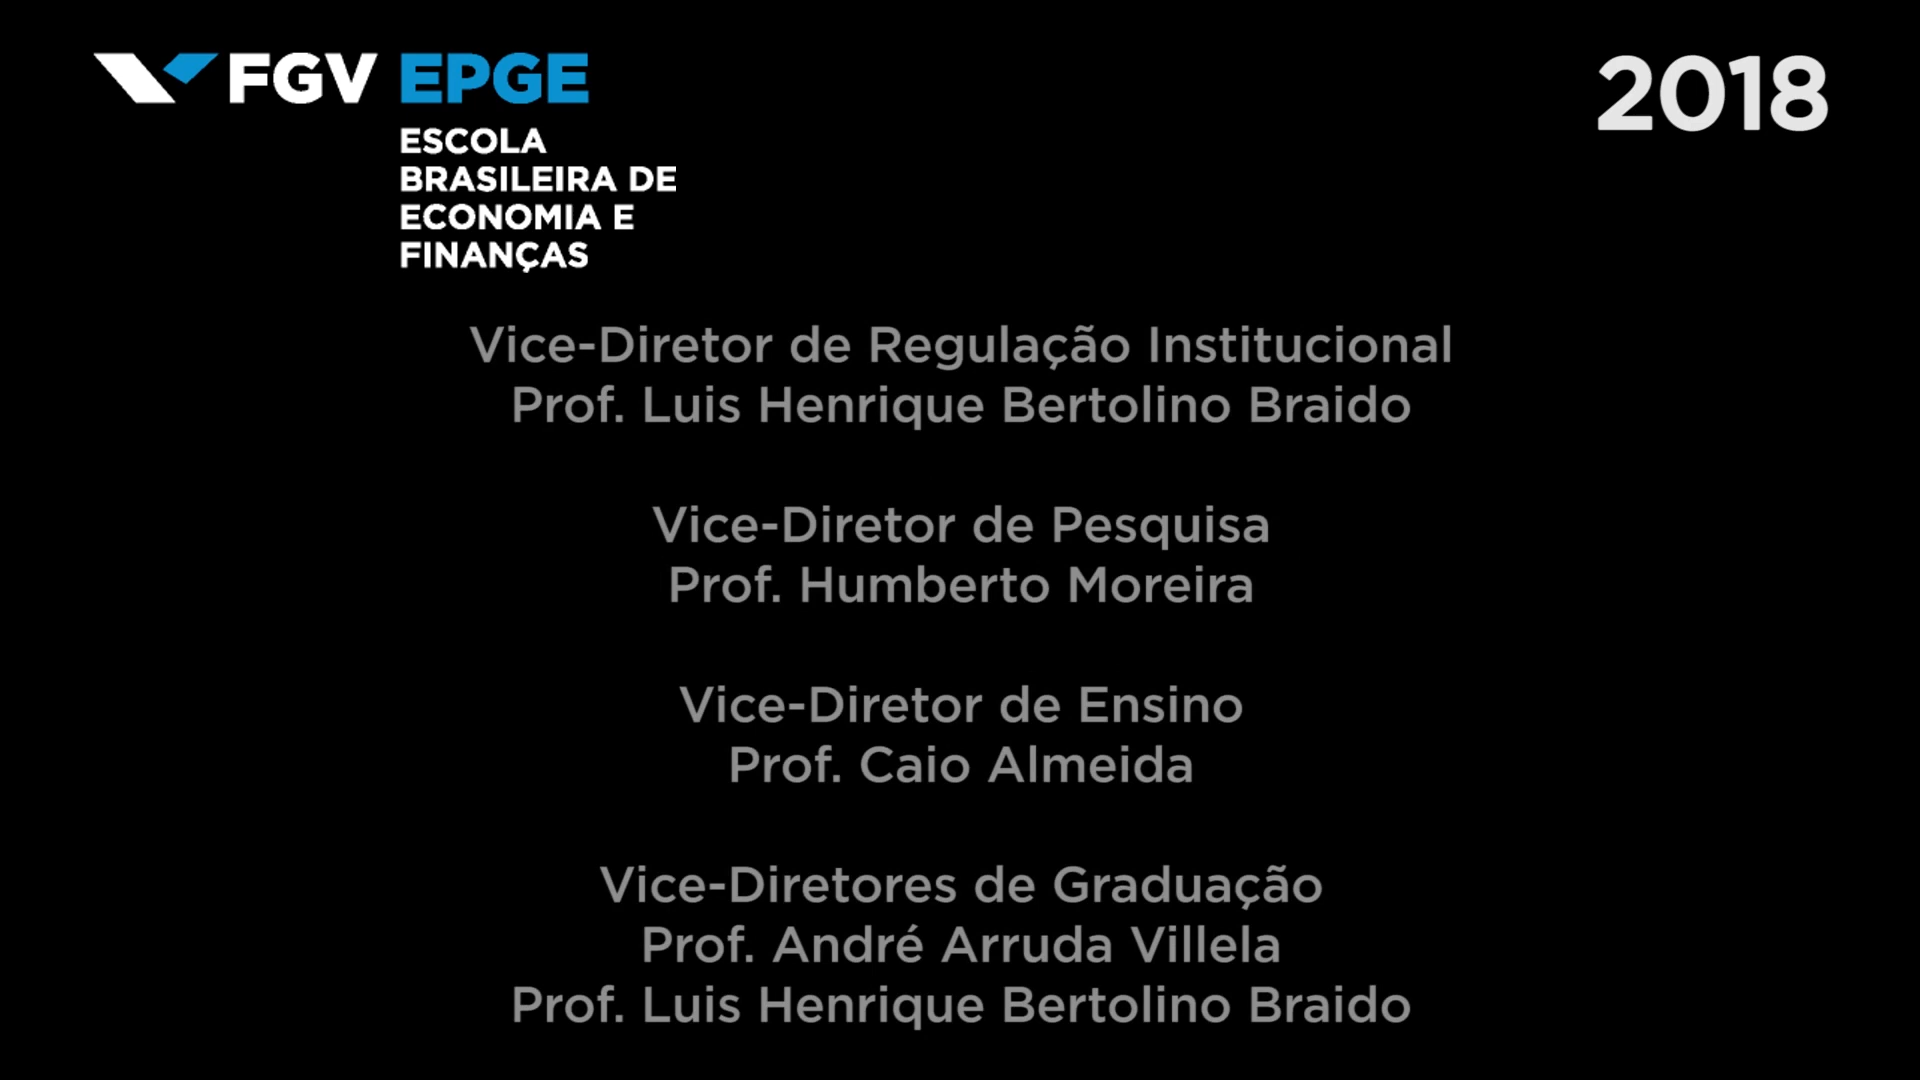 FGV EPGE
ESCOLA
BRASILEIRA DE
ECONOMIA E
FINANÇAS
2018
Vice-Diretor de Regulação Institucional
Prof. Luis Henrique Bertolino Braido
Vice-Diretor de Pesquisa
Prof. Humberto Moreira
Vice-Diretor de Ensino
Prof. Caio Almeida
Vice-Diretores de Graduação
Prof. André Arruda Villela
Prof. Luis Henrique Bertolino Braido